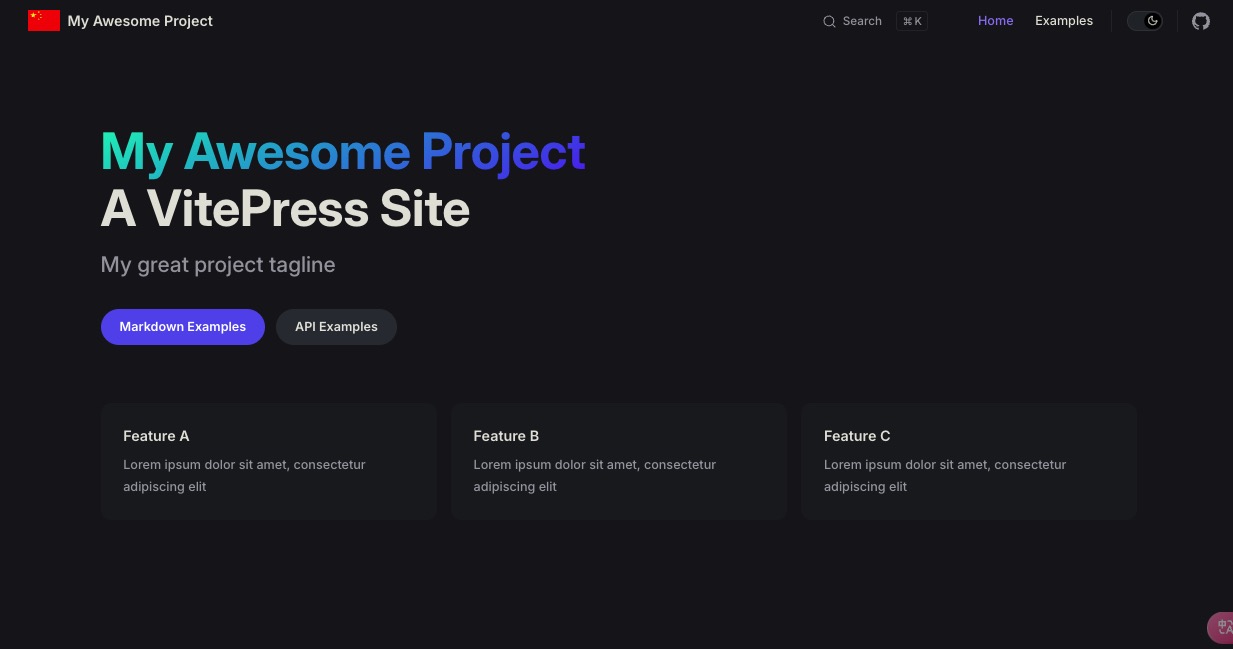 My Awesome Project
Search ⌘ K
Home
Examples
My Awesome Project
A VitePress Site
My great project tagline
Markdown Examples
API Examples
Feature A
Lorem ipsum dolor sit amet, consectetur
adipiscing elit
Feature B
Lorem ipsum dolor sit amet, consectetur
adipiscing elit
Feature C
Lorem ipsum dolor sit amet, consectetur
adipiscing elit
中
A